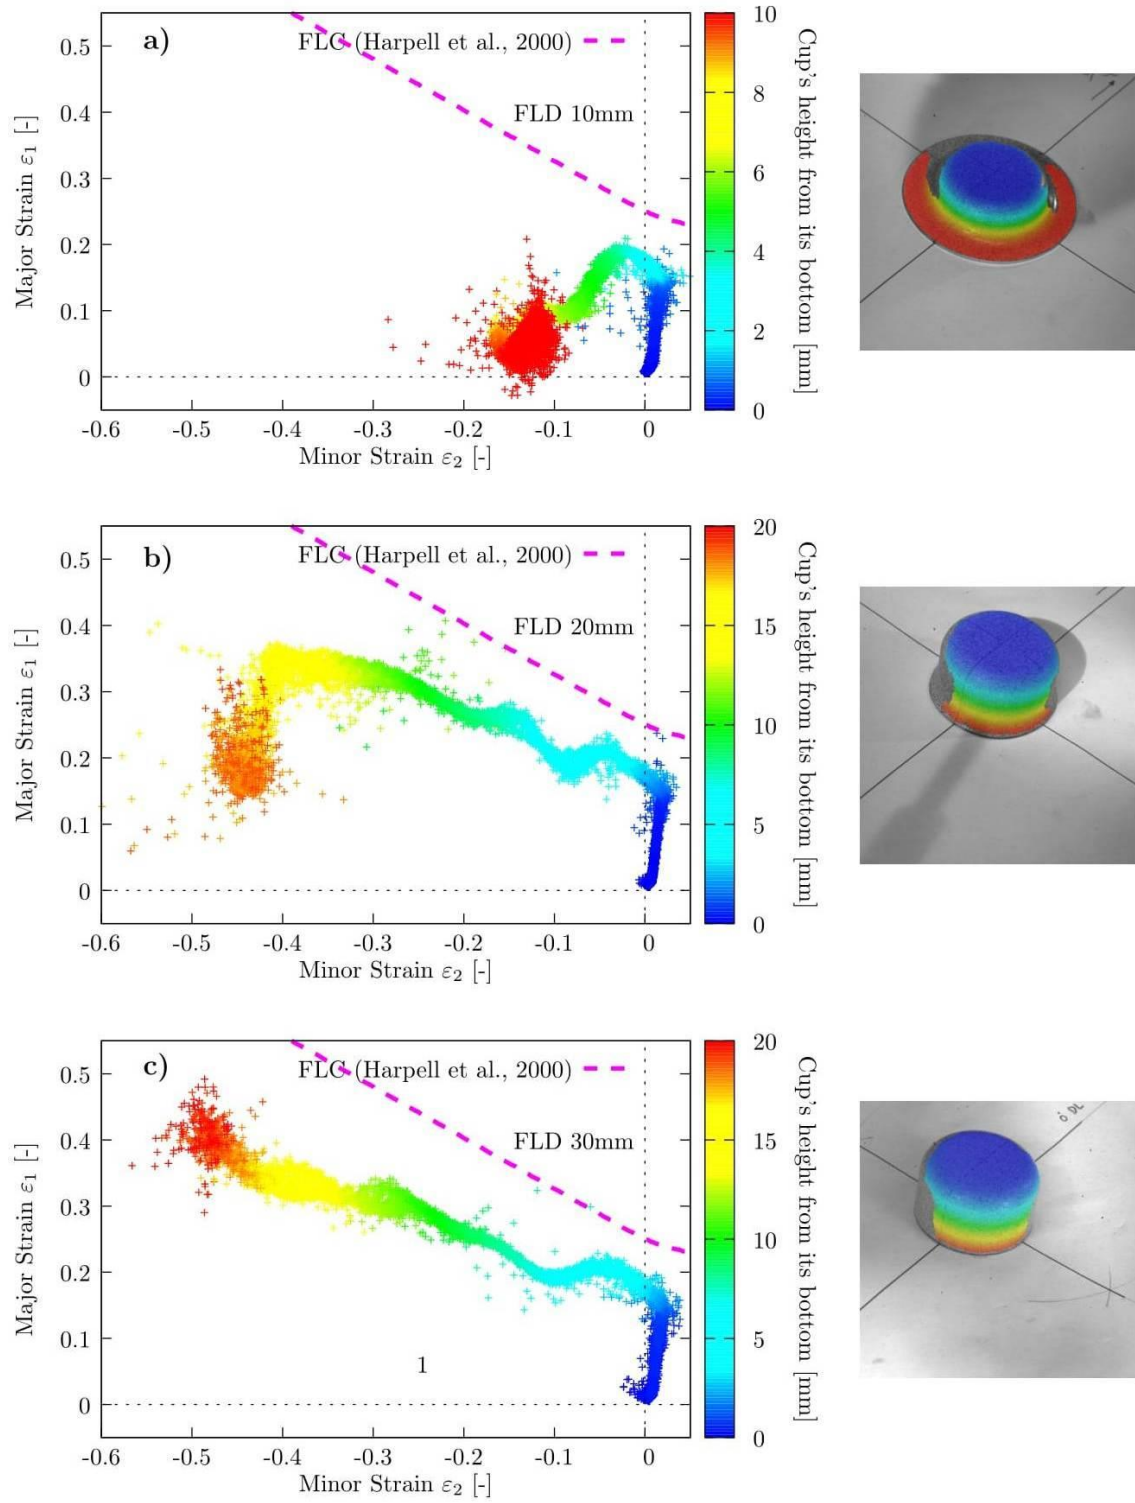 a)
FLC (Harpell et al., 2000)
FLD 10mm
Major Strain ε1 [-]
0.5
0.4
0.3
0.2
0.1
0
-0.6 -0.5 -0.4 -0.3 -0.2 -0.1 0
Minor Strain ε2 [-]
10
8
6
4
2
0
Cup's height from its bottom [mm]
b)
FLC (Harpell et al., 2000)
FLD 20mm
Major Strain ε1 [-]
0.5
0.4
0.3
0.2
0.1
0
-0.6 -0.5 -0.4 -0.3 -0.2 -0.1 0
Minor Strain ε2 [-]
20
15
10
5
0
Cup's height from its bottom [mm]
c)
FLC (Harpell et al., 2000)
FLD 30mm
Major Strain ε1 [-]
0.5
0.4
0.3
0.2
0.1
0
1
-0.6 -0.5 -0.4 -0.3 -0.2 -0.1 0
Minor Strain ε2 [-]
20
15
10
5
0
Cup's height from its bottom [mm]